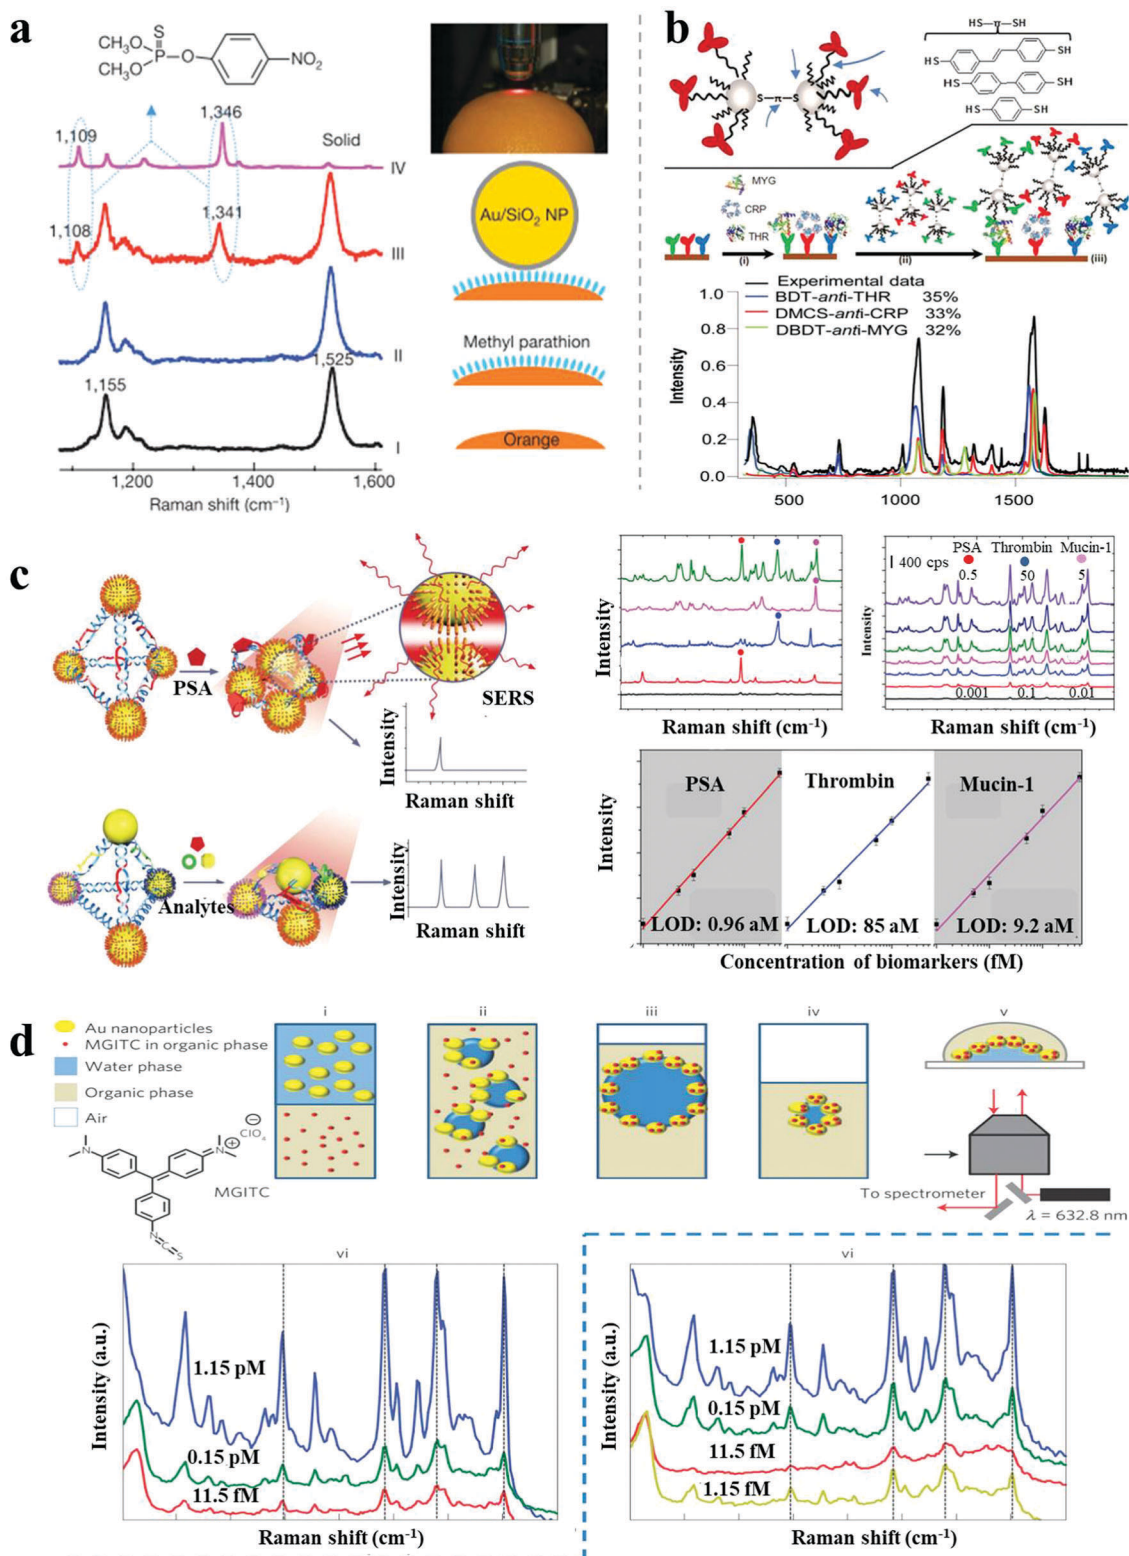 a
S
CH₃O
CH₃O
P
O
NO₂
1,109
1,346
Solid
IV
1,108
1,341
III
II
1,155
1,525
I
1,200
1,400
1,600
Raman shift (cm⁻¹)
Au/SiO₂ NP
Methyl parathion
Orange
b
S-π-S
HS-π-SH
HS
SH
HS
SH
HS
SH
MYG
CRP
THR
(i)
(ii)
(iii)
Experimental data
BDT-anti-THR 35%
DMCS-anti-CRP 33%
DBDT-anti-MYG 32%
1.0
0.8
0.6
0.4
0.2
0.0
Intensity
500
1000
1500
Raman shift (cm⁻¹)
c
PSA
SERS
Intensity
Raman shift
Analytes
Intensity
Raman shift
Intensity
Raman shift (cm⁻¹)
400 cps
PSA Thrombin Mucin-1
0.5 50 5
0.001 0.1 0.01
Intensity
Raman shift (cm⁻¹)
Intensity
PSA Thrombin Mucin-1
LOD: 0.96 aM LOD: 85 aM LOD: 9.2 aM
Concentration of biomarkers (fM)
d
Au nanoparticles
MGITC in organic phase
Water phase
Organic phase
Air
ClO₄
N
N
MGITC
N
C
S
i
ii
iii
iv
v
To spectrometer
λ = 632.8 nm
vi
1.15 pM
0.15 pM
11.5 fM
Intensity (a.u.)
Raman shift (cm⁻¹)
vi
1.15 pM
0.15 pM
11.5 fM
1.15 fM
Intensity (a.u.)
Raman shift (cm⁻¹)